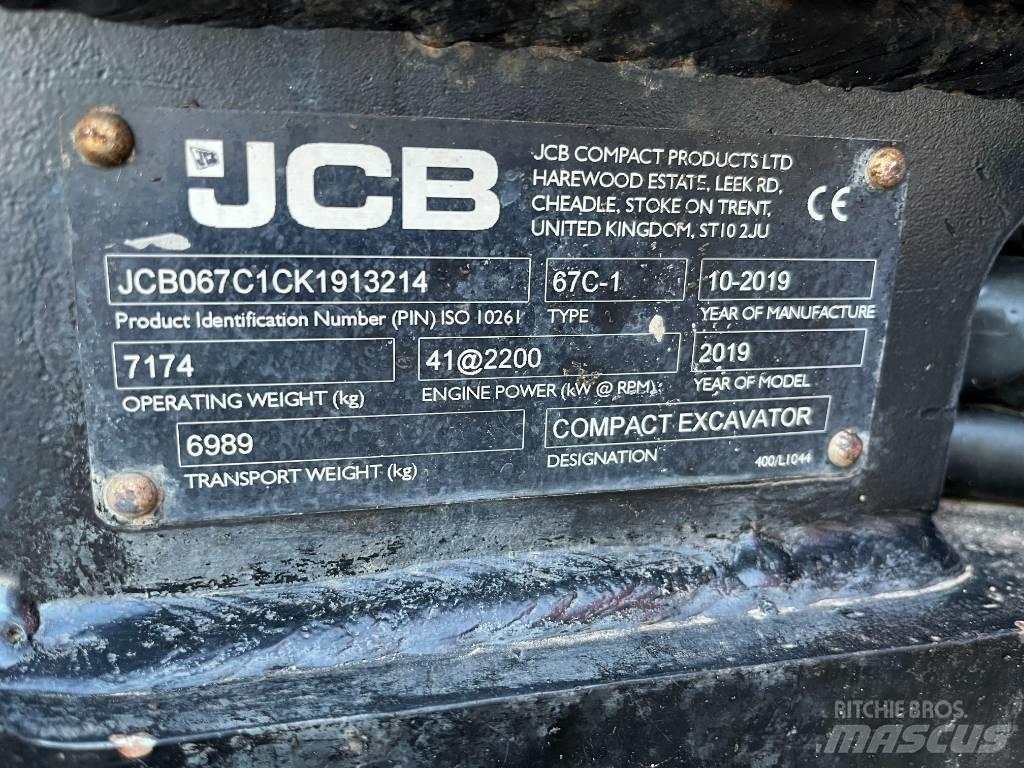 JCB
JCB COMPACT PRODUCTS LTD
HAREWOOD ESTATE, LEEK RD,
CHEADLE, STOKE ON TRENT,
UNITED KINGDOM, ST10 2JU
CE
JCB067C1CK1913214
Product Identification Number (PIN) ISO 10261
67C-1
TYPE
10-2019
YEAR OF MANUFACTURE
7174
OPERATING WEIGHT (kg)
41@2200
ENGINE POWER (kW @ RPM)
2019
YEAR OF MODEL
6989
TRANSPORT WEIGHT (kg)
COMPACT EXCAVATOR
DESIGNATION
400/L1044
RITCHIE BROS.
MASCUS